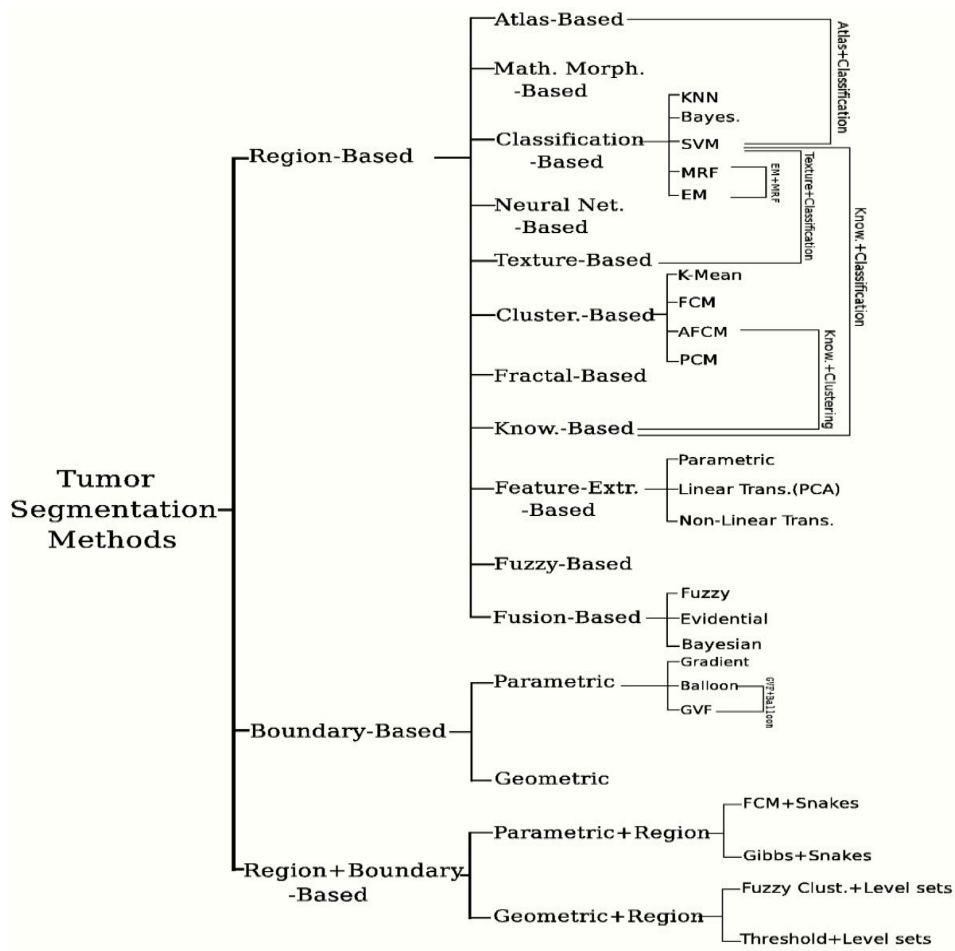 Tumor
Segmentation
Methods
Region-Based
Atlas-Based
Math. Morph.
-Based
Classification
-Based
KNN
Bayes.
SVM
MRF
EM
EM+MRF
Atlas+Classification
Texture+Classification
Know.+Classification
Neural Net.
-Based
Texture-Based
Cluster.-Based
K-Mean
FCM
AFCM
PCM
Know.+Clustering
Fractal-Based
Know.-Based
Feature-Extr.
-Based
Parametric
Linear Trans.(PCA)
Non-Linear Trans.
Fuzzy-Based
Fusion-Based
Fuzzy
Evidential
Bayesian
Boundary-Based
Parametric
Gradient
Balloon
GVF
GVF+Balloon
Geometric
Region+Boundary
-Based
Parametric+Region
FCM+Snakes
Gibbs+Snakes
Geometric+Region
Fuzzy Clust.+Level sets
Threshold+Level sets